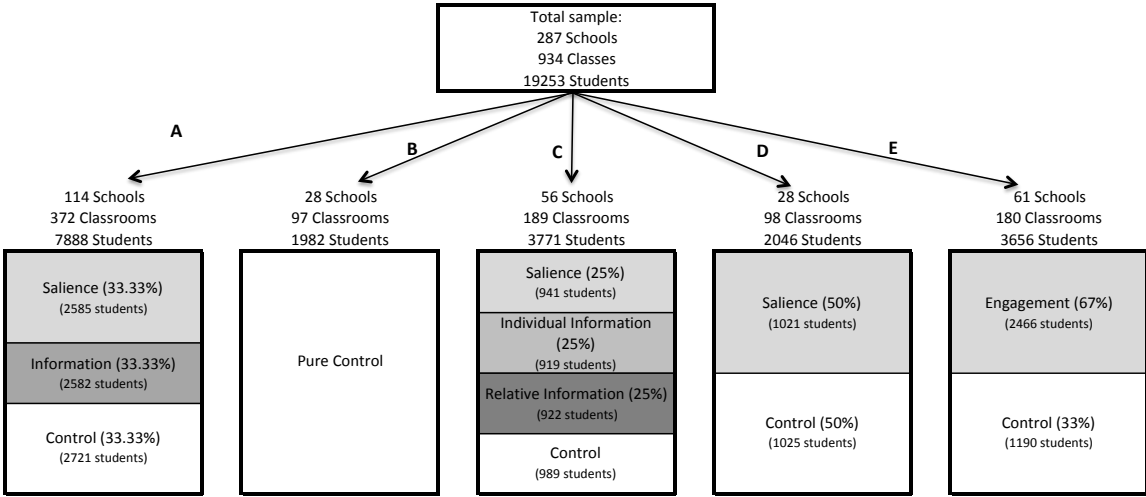 Total sample:
287 Schools
934 Classes
19253 Students
A
B
C
D
E
114 Schools
372 Classrooms
7888 Students
28 Schools
97 Classrooms
1982 Students
56 Schools
189 Classrooms
3771 Students
28 Schools
98 Classrooms
2046 Students
61 Schools
180 Classrooms
3656 Students
Salience (33.33%)
(2585 students)
Information (33.33%)
(2582 students)
Control (33.33%)
(2721 students)
Pure Control
Salience (25%)
(941 students)
Individual Information
(25%)
(919 students)
Relative Information (25%)
(922 students)
Control
(989 students)
Salience (50%)
(1021 students)
Control (50%)
(1025 students)
Engagement (67%)
(2466 students)
Control (33%)
(1190 students)